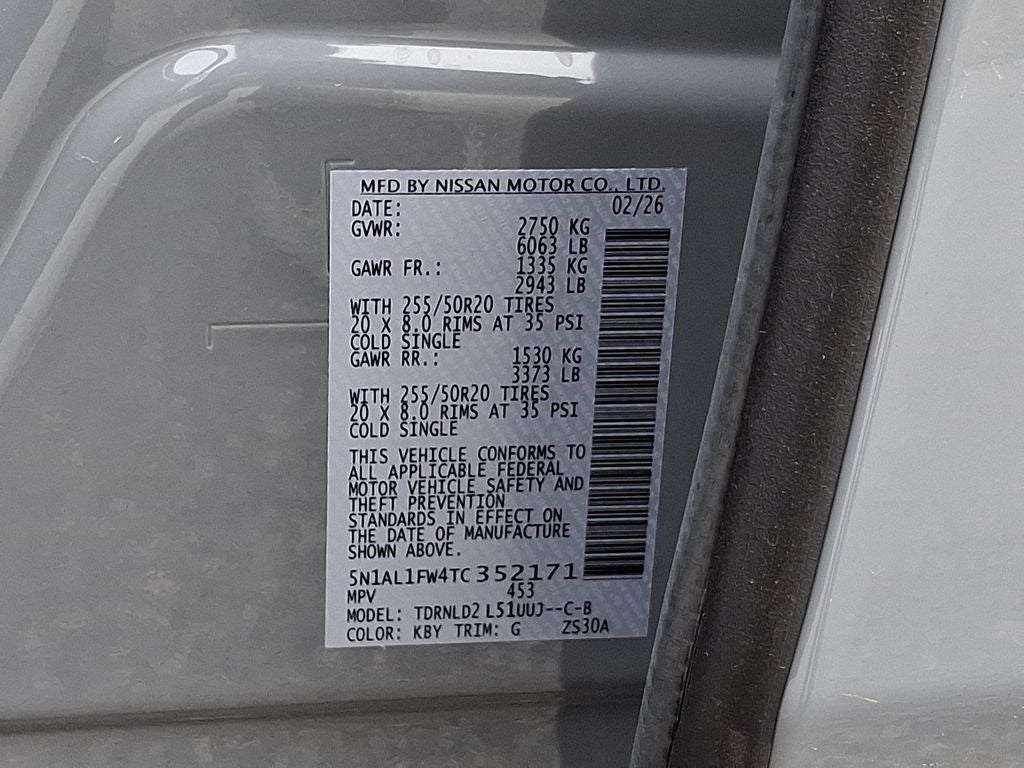 MFD BY NISSAN MOTOR CO., LTD.
DATE: 02/26
GVWR: 2750 KG
6063 LB
GAWR FR.: 1335 KG
2943 LB
WITH 255/50R20 TIRES
20 X 8.0 RIMS AT 35 PSI
COLD SINGLE
GAWR RR.: 1530 KG
3373 LB
WITH 255/50R20 TIRES
20 X 8.0 RIMS AT 35 PSI
COLD SINGLE
THIS VEHICLE CONFORMS TO
ALL APPLICABLE FEDERAL
MOTOR VEHICLE SAFETY AND
THEFT PREVENTION
STANDARDS IN EFFECT ON
THE DATE OF MANUFACTURE
SHOWN ABOVE.
5N1AL1FW4TC352171
MPV 453
MODEL: TDRNLD2 L51UUJ--C-B
COLOR: KBY TRIM: G ZS30A